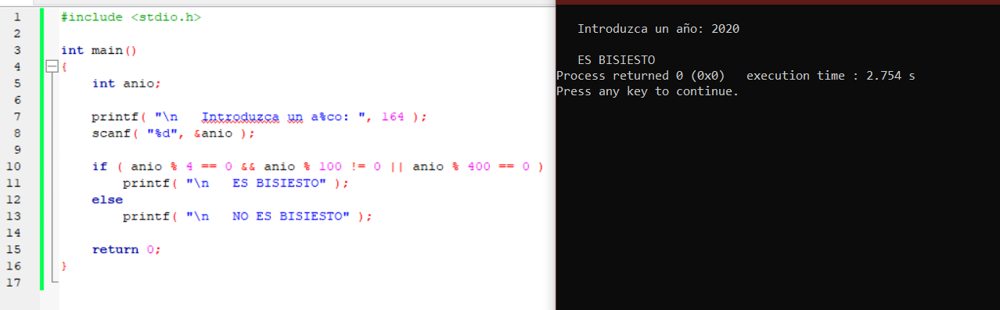 1 #include <stdio.h>
2
3 int main()
4 {
5 int anio;
6
7 printf( "\n   Introduzca un a%co: ", 164 );
8 scanf( "%d", &anio );
9
10 if ( anio % 4 == 0 && anio % 100 != 0 || anio % 400 == 0 )
11 printf( "\n   ES BISIESTO" );
12 else
13 printf( "\n   NO ES BISIESTO" );
14
15 return 0;
16 }
17
Introduzca un año: 2020
ES BISIESTO
Process returned 0 (0x0)   execution time : 2.754 s
Press any key to continue.